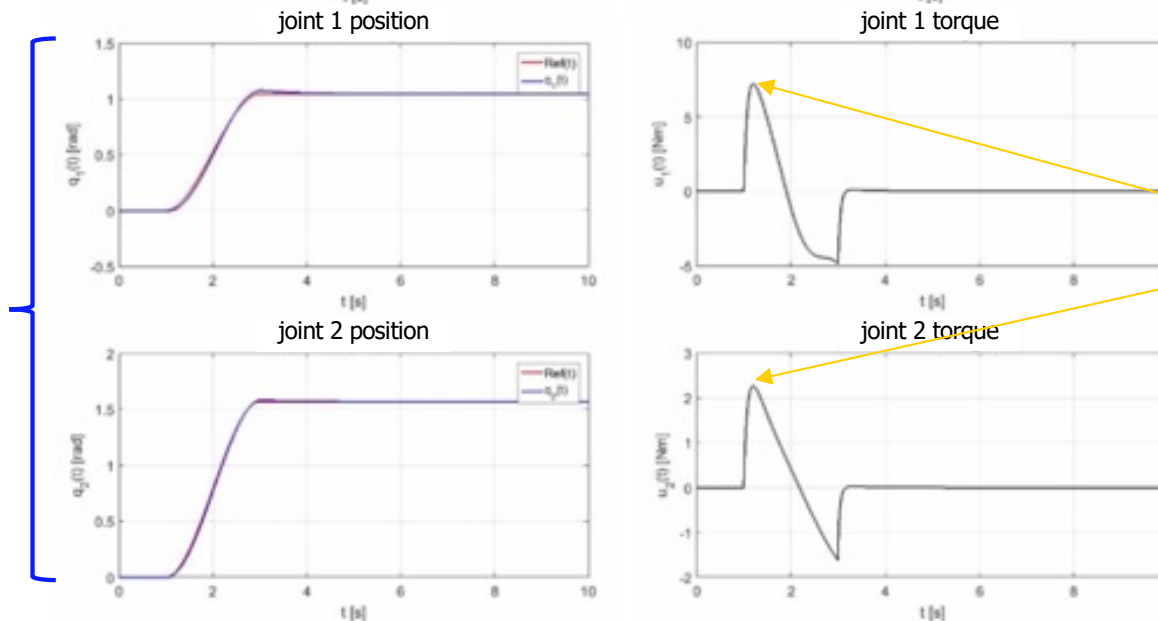 joint 1 position
1.5
1
0.5
0
-0.5
q1(t) [rad]
Ref(t)
q1(t)
0 2 4 6 8 10
t [s]
joint 1 torque
10
5
0
-5
u1(t) [Nm]
0 2 4 6 8
t [s]
joint 2 position
2
1.5
1
0.5
0
q2(t) [rad]
Ref(t)
q2(t)
0 2 4 6 8 10
t [s]
joint 2 torque
3
2
1
0
-1
-2
u2(t) [Nm]
0 2 4 6 8
t [s]